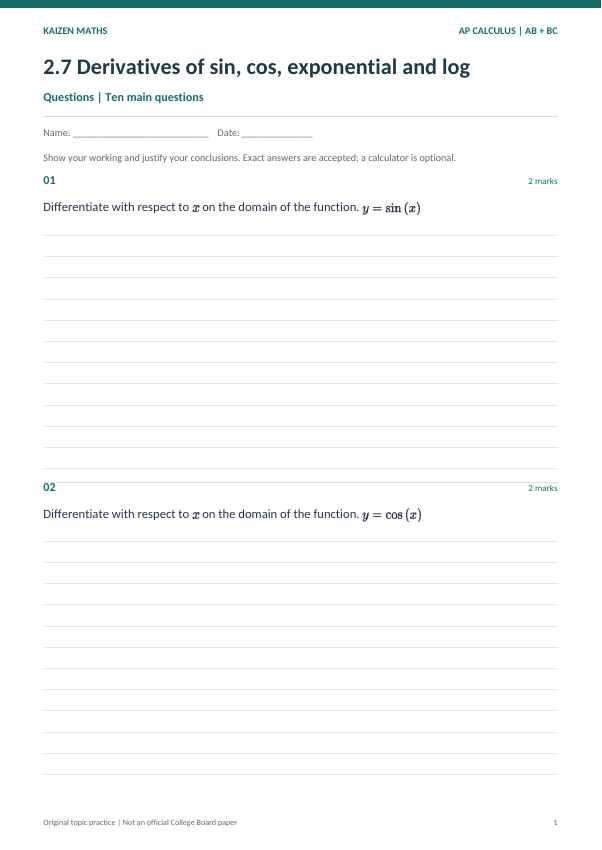 KAIZEN MATHS
AP CALCULUS | AB + BC
2.7 Derivatives of sin, cos, exponential and log
Questions | Ten main questions
Name: ___________________________ Date: ______________
Show your working and justify your conclusions. Exact answers are accepted; a calculator is optional.
01
2 marks
Differentiate with respect to x on the domain of the function. y = sin (x)
02
2 marks
Differentiate with respect to x on the domain of the function. y = cos (x)
Original topic practice | Not an official College Board paper
1